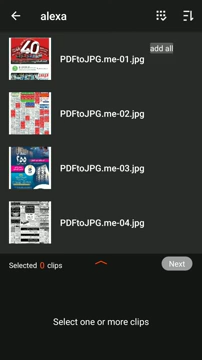 alexa
add all
PDFtoJPG.me-01.jpg
PDFtoJPG.me-02.jpg
PDFtoJPG.me-03.jpg
PDFtoJPG.me-04.jpg
Selected 0 clips
Next
Select one or more clips